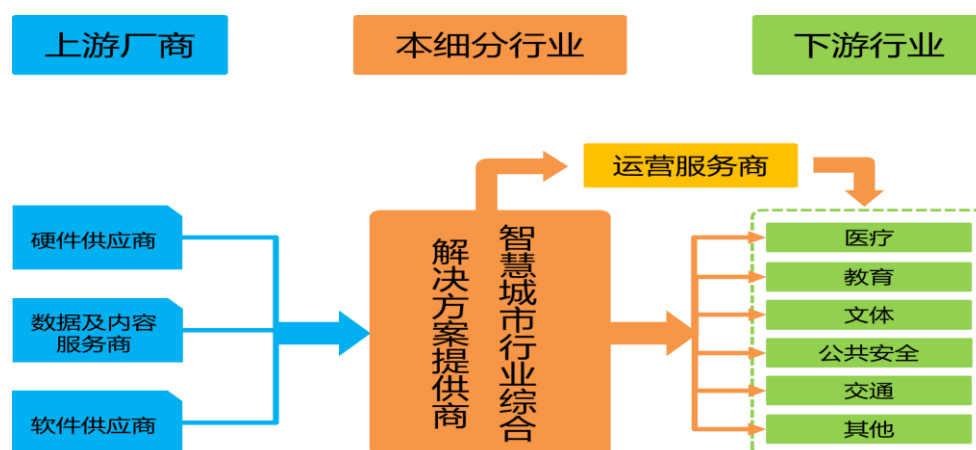 上游厂商
本细分行业
下游行业
运营服务商
硬件供应商
数据及内容
服务商
软件供应商
智慧城市行业综合
解决方案提供商
医疗
教育
文体
公共安全
交通
其他